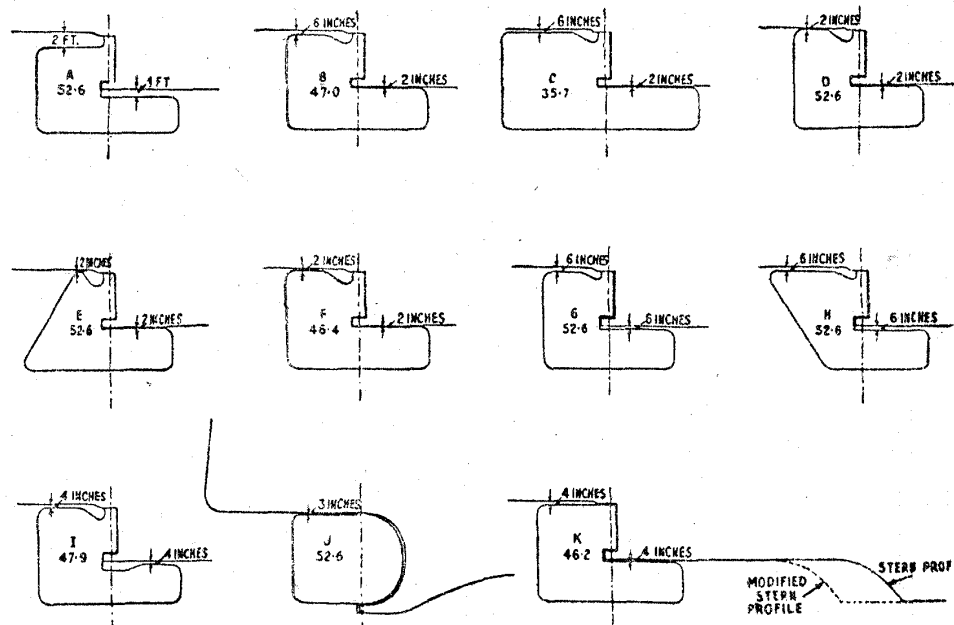 2 FT.
A
52·6
1 FT
6 INCHES
B
47·0
2 INCHES
6 INCHES
C
35·7
2 INCHES
2 INCHES
D
52·6
2 INCHES
2 INCHES
E
52·6
2 INCHES
2 INCHES
F
46·4
2 INCHES
6 INCHES
G
52·6
6 INCHES
6 INCHES
H
52·6
6 INCHES
4 INCHES
I
47·9
4 INCHES
3 INCHES
J
52·6
4 INCHES
K
46·2
4 INCHES
MODIFIED
STERN
PROFILE
STERN PROF